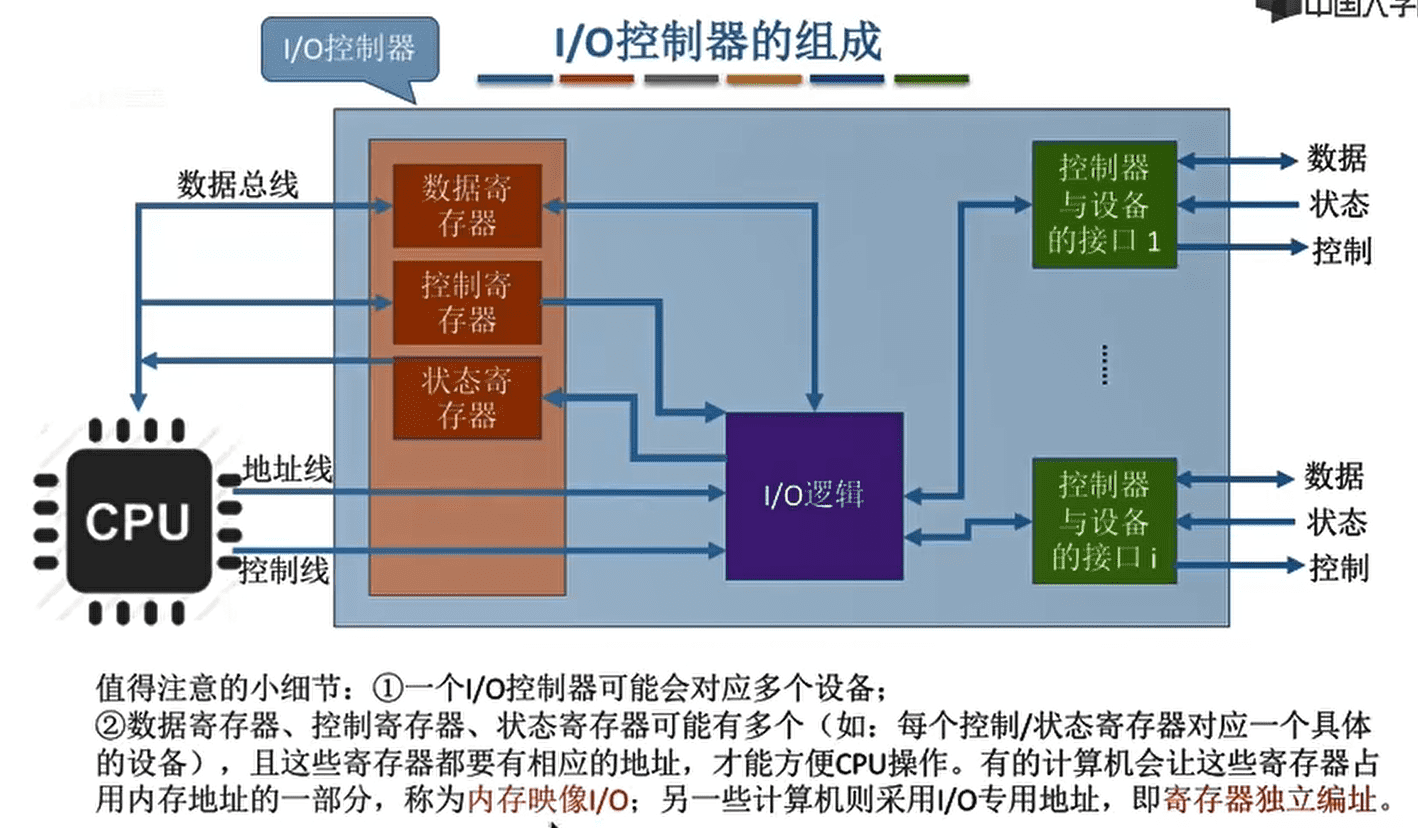 I/O控制器
I/O控制器的组成
数据总线
数据寄
存器
控制寄
存器
状态寄
存器
地址线
控制线
CPU
I/O逻辑
控制器
与设备
的接口 1
数据
状态
控制
控制器
与设备
的接口 i
数据
状态
控制
值得注意的小细节：①一个I/O控制器可能会对应多个设备；
②数据寄存器、控制寄存器、状态寄存器可能有多个（如：每个控制/状态寄存器对应一个具体
的设备），且这些寄存器都要有相应的地址，才能方便CPU操作。有的计算机会让这些寄存器占
用内存地址的一部分，称为内存映像I/O；另一些计算机则采用I/O专用地址，即寄存器独立编址。